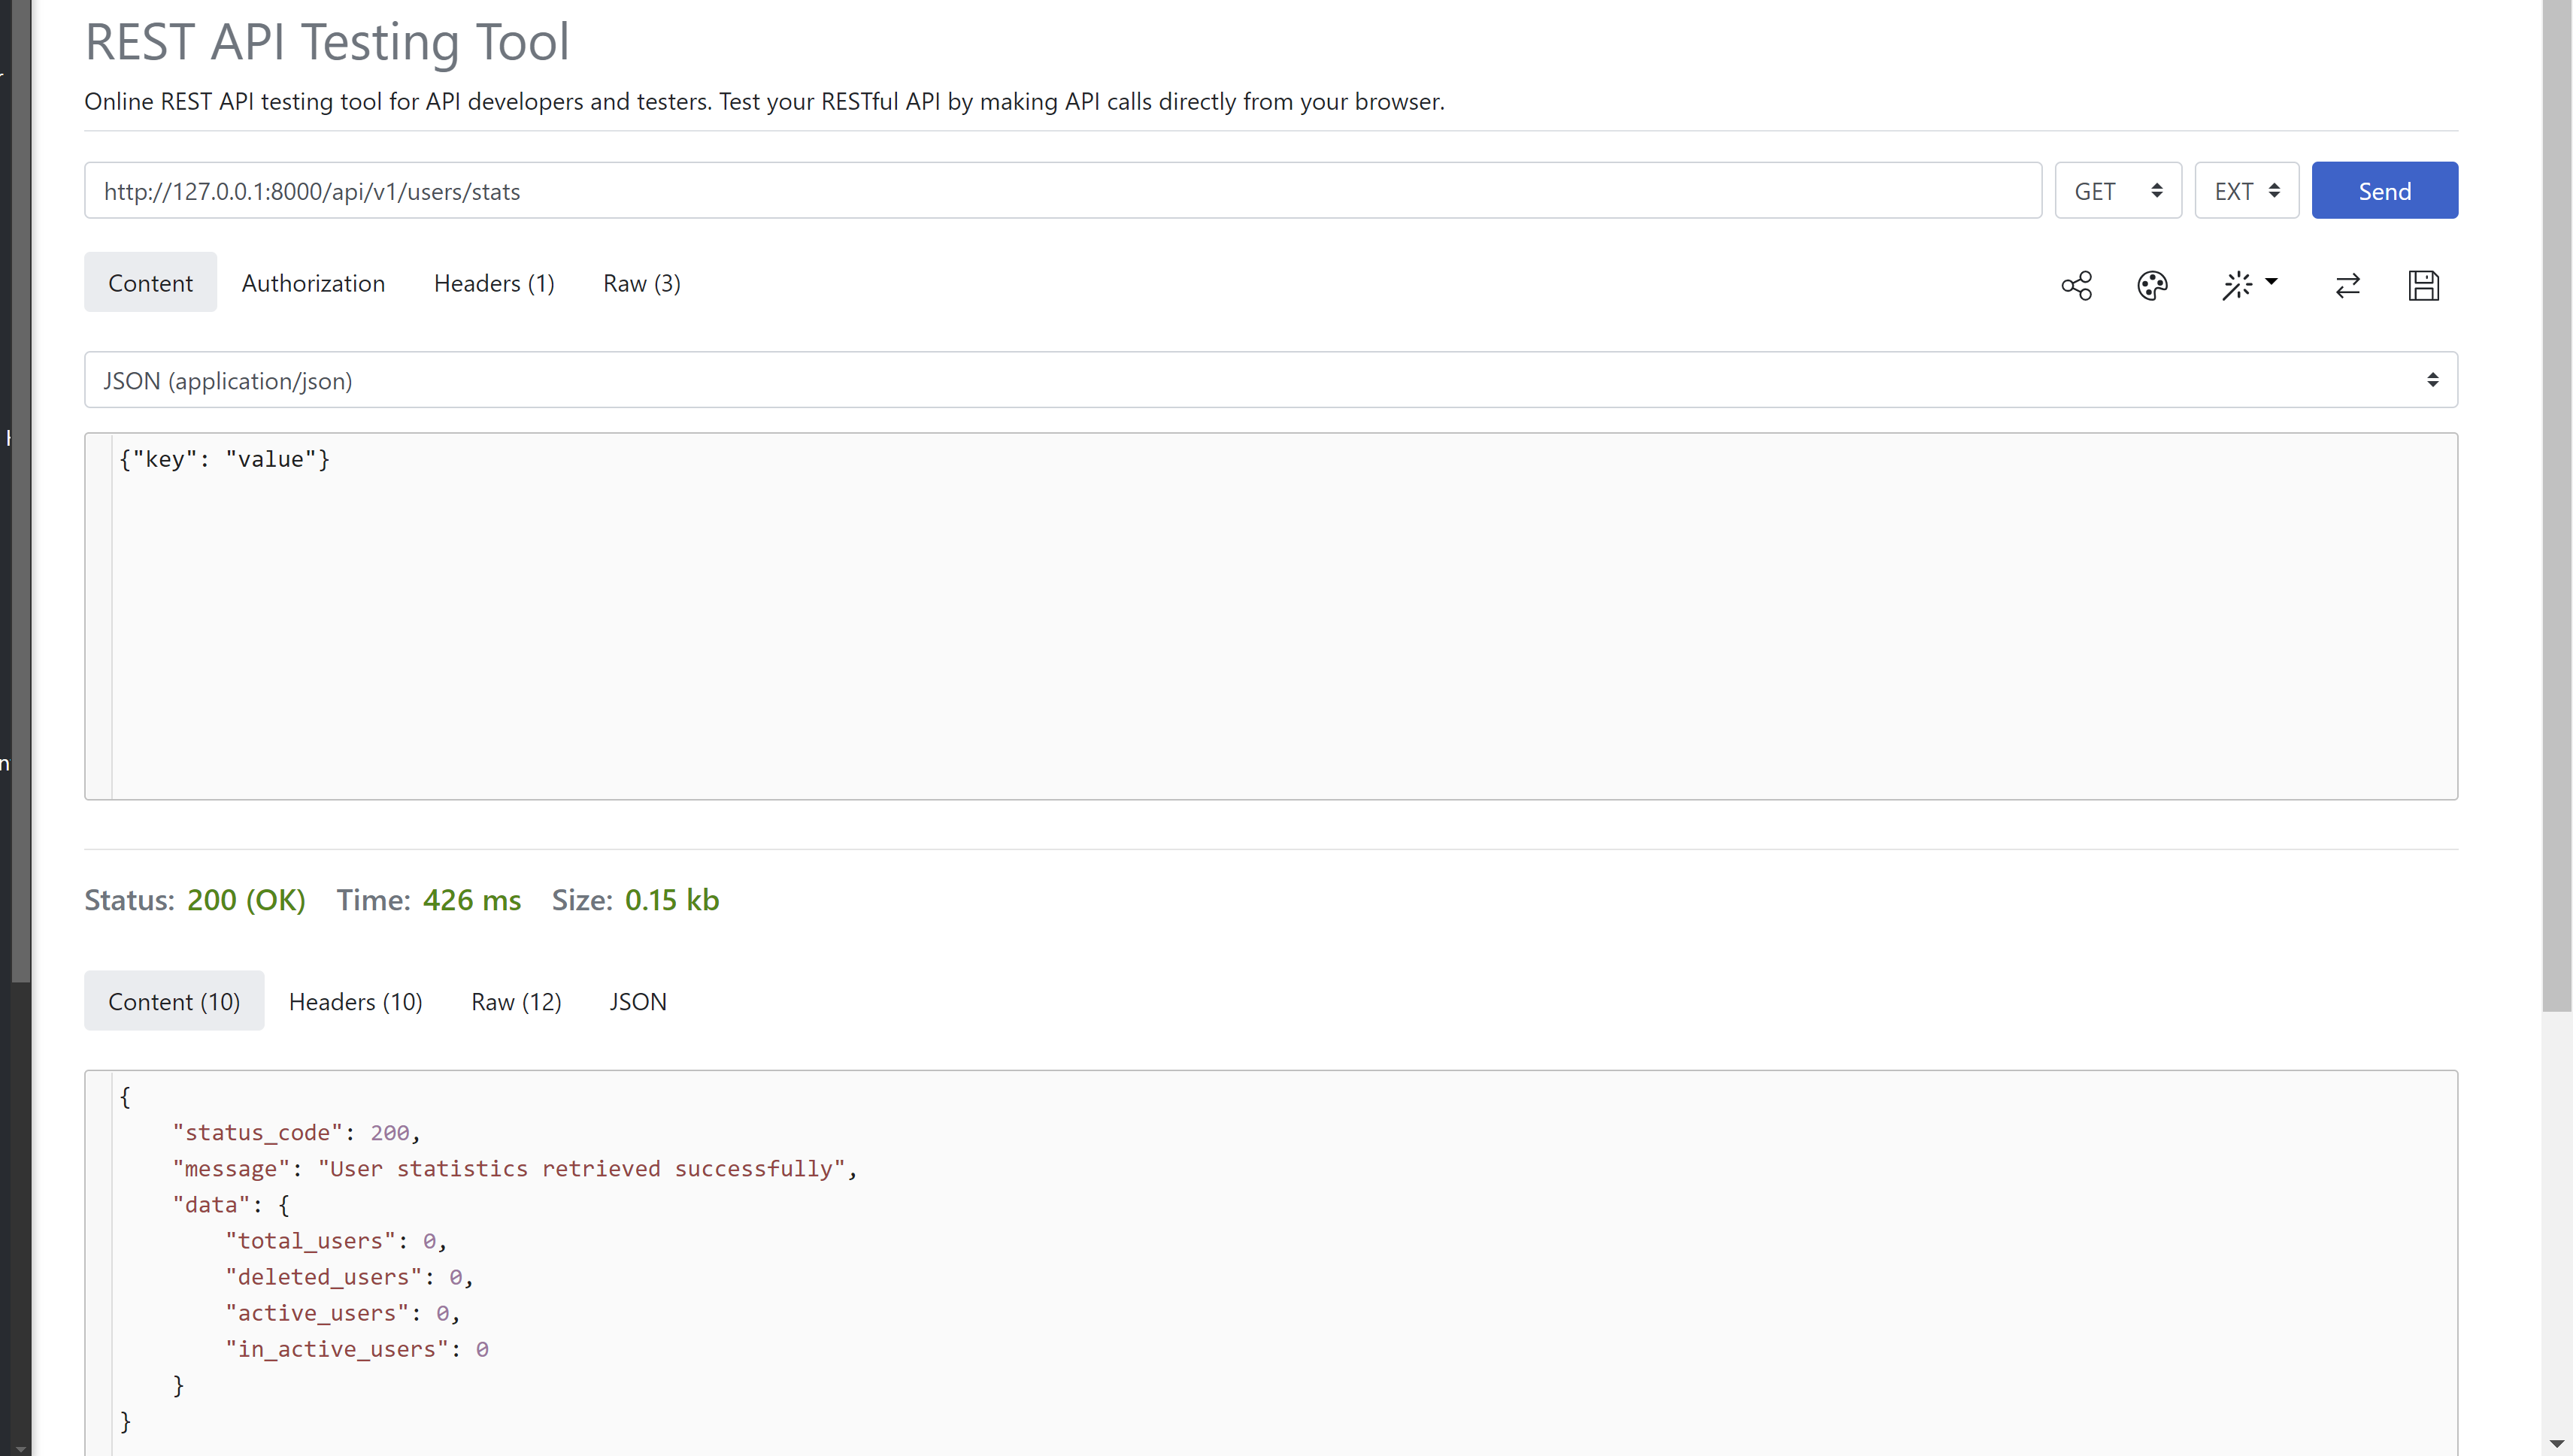 REST API Testing Tool
Online REST API testing tool for API developers and testers. Test your RESTful API by making API calls directly from your browser.
http://127.0.0.1:8000/api/v1/users/stats GET EXT Send
Content Authorization Headers (1) Raw (3)
JSON (application/json)
{"key": "value"}
Status: 200 (OK) Time: 426 ms Size: 0.15 kb
Content (10) Headers (10) Raw (12) JSON
{
    "status_code": 200,
    "message": "User statistics retrieved successfully",
    "data": {
        "total_users": 0,
        "deleted_users": 0,
        "active_users": 0,
        "in_active_users": 0
    }
}